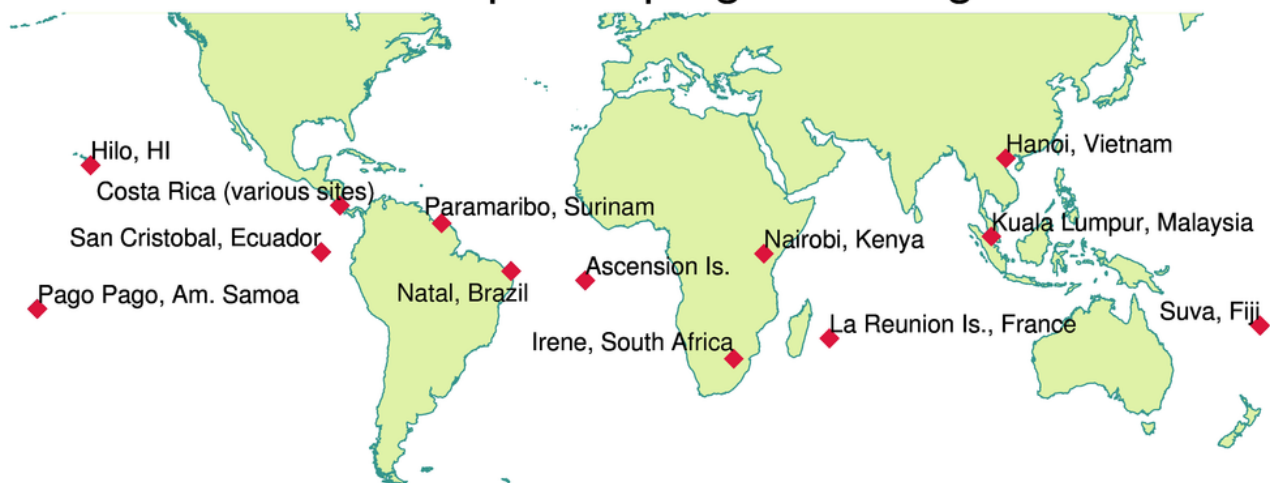 Hilo, HI
Hanoi, Vietnam
Costa Rica (various sites)
Paramaribo, Surinam
Kuala Lumpur, Malaysia
San Cristobal, Ecuador
Nairobi, Kenya
Ascension Is.
Natal, Brazil
Pago Pago, Am. Samoa
Suva, Fiji
La Reunion Is., France
Irene, South Africa